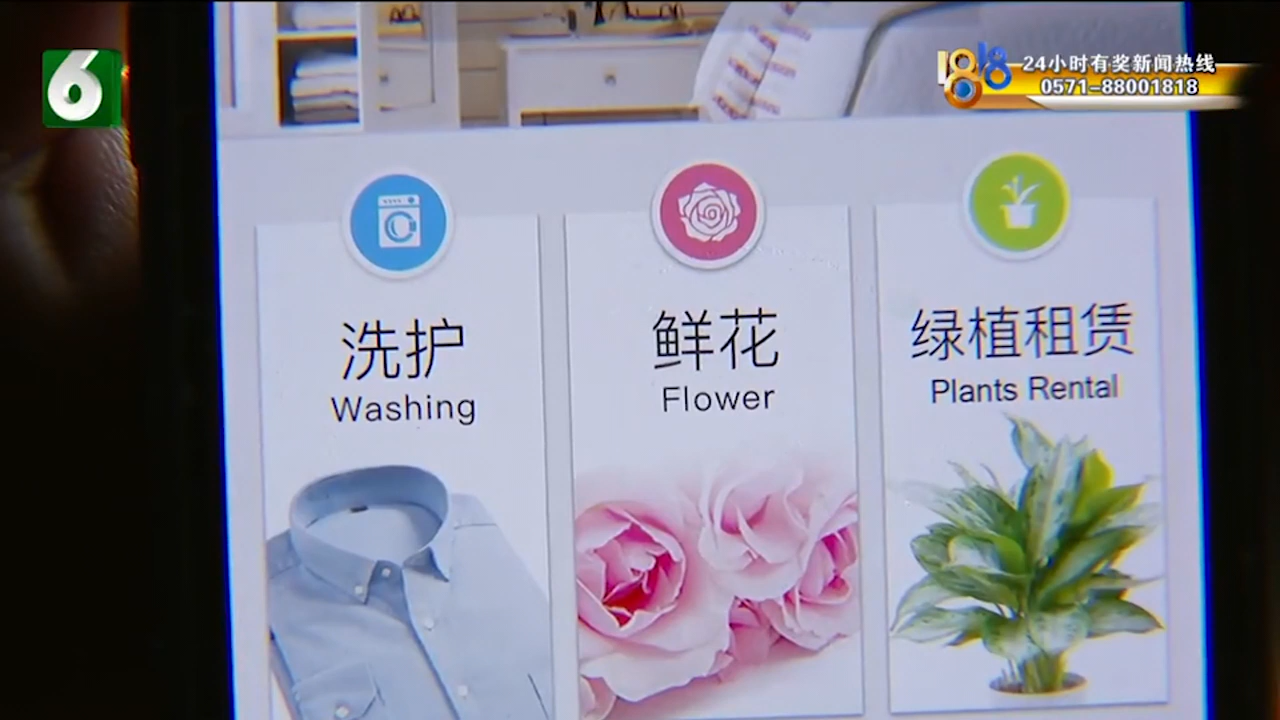 6
1818
24小时有奖新闻热线
0571-88001818
洗护
Washing
鲜花
Flower
绿植租赁
Plants Rental